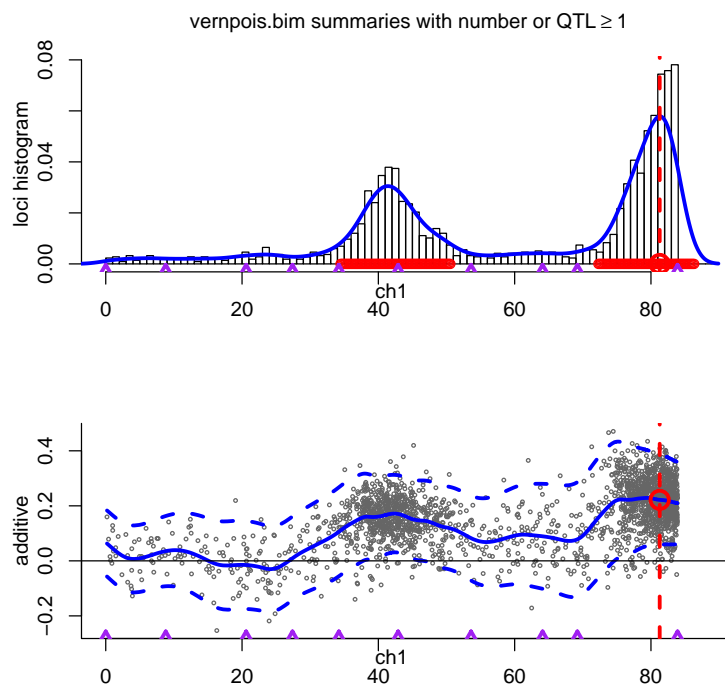 vernpois.bim summaries with number or QTL ≥ 1
loci histogram
0.08
0.04
0.00
0 20 40 60 80
ch1
additive
0.4
0.2
0.0
−0.2
0 20 40 60 80
ch1